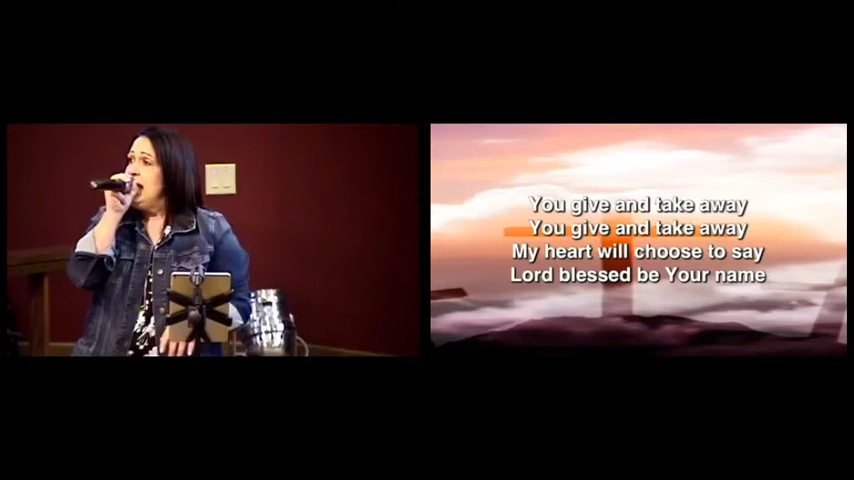 You give and take away
You give and take away
My heart will choose to say
Lord blessed be Your name